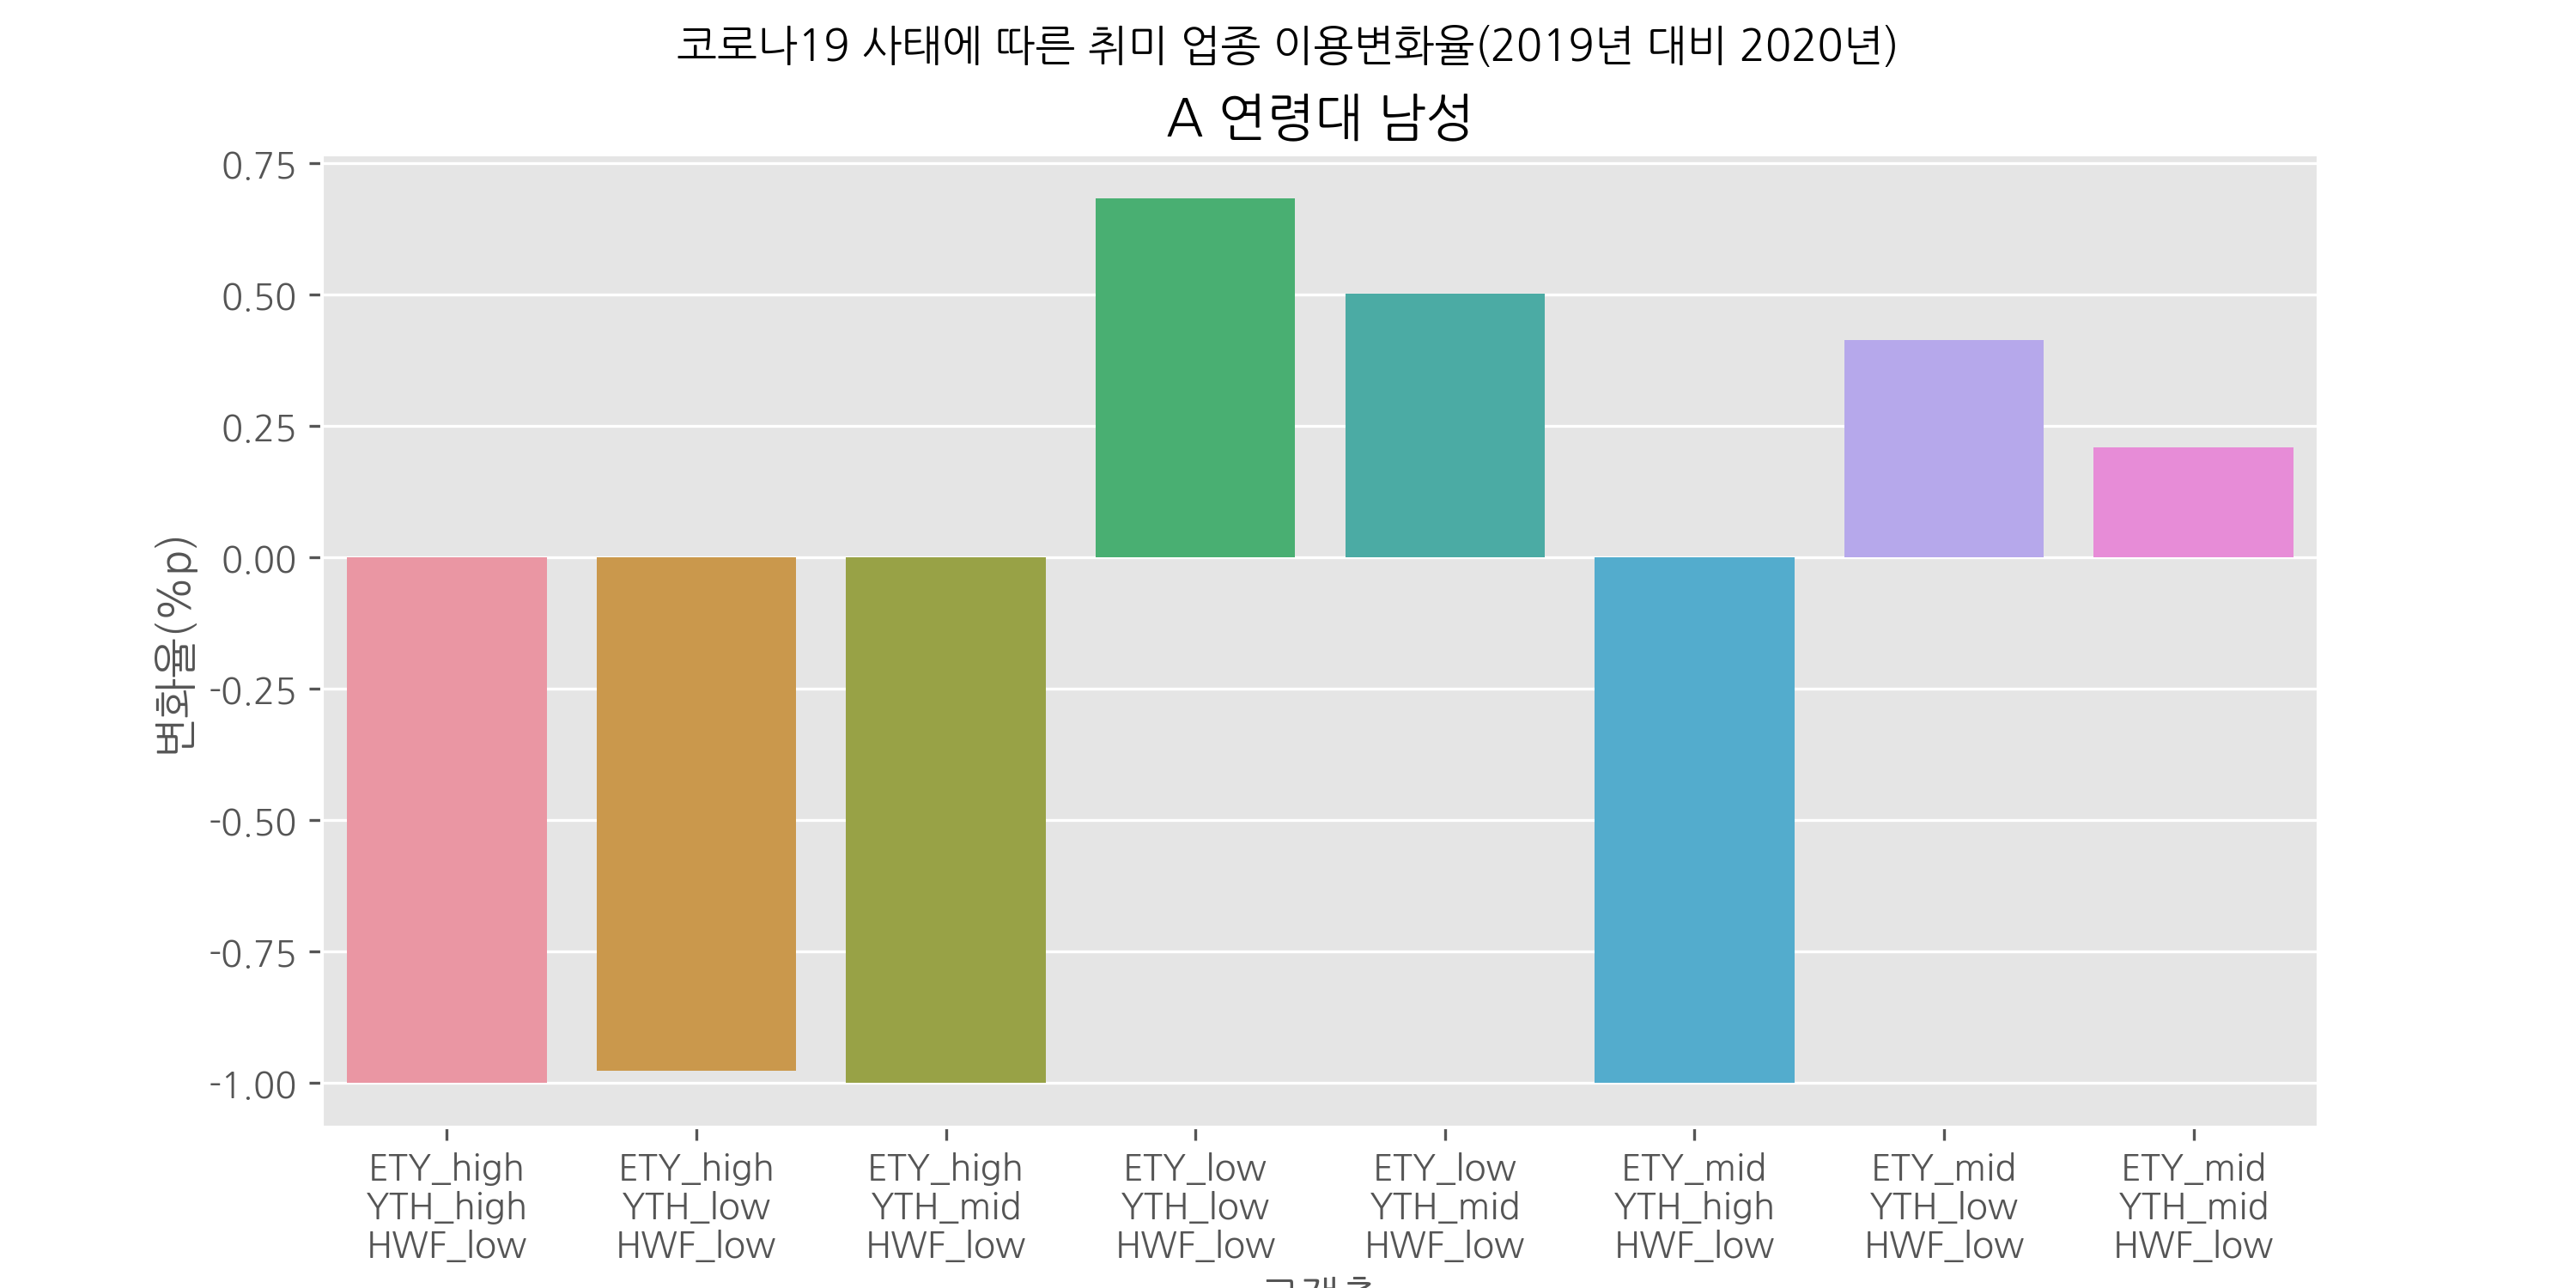 코로나19 사태에 따른 취미 업종 이용변화율(2019년 대비 2020년)
A 연령대 남성
변화율(%p)
0.75
0.50
0.25
0.00
-0.25
-0.50
-0.75
-1.00
ETY_high ETY_high ETY_high ETY_low ETY_low ETY_mid ETY_mid ETY_mid
YTH_high YTH_low YTH_mid YTH_low YTH_mid YTH_high YTH_low YTH_mid
HWF_low HWF_low HWF_low HWF_low HWF_low HWF_low HWF_low HWF_low